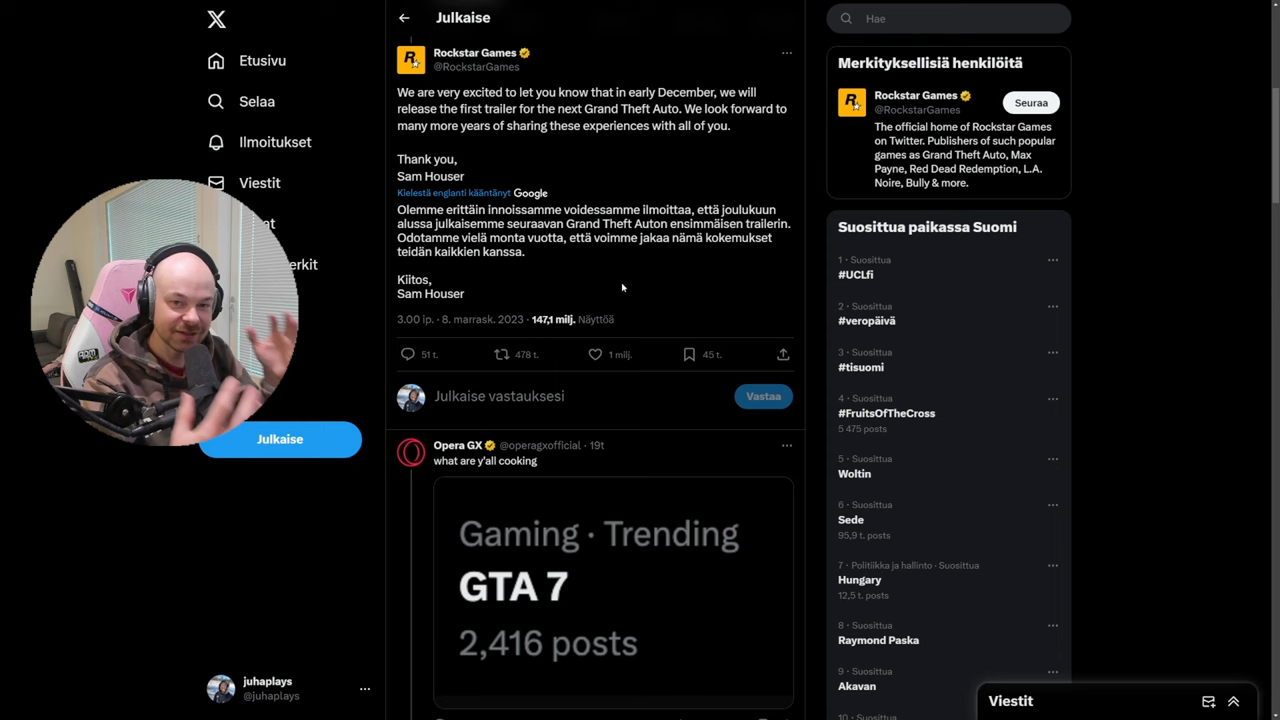 Julkaise
Etusivu
Selaa
Ilmoitukset
Viestit
Julkaise
juhaplays
@juhaplays
Rockstar Games
@RockstarGames
We are very excited to let you know that in early December, we will
release the first trailer for the next Grand Theft Auto. We look forward to
many more years of sharing these experiences with all of you.
Thank you,
Sam Houser
Kielestä englanti kääntänyt Google
Olemme erittäin innoissamme voidessamme ilmoittaa, että joulukuun
alussa julkaisemme seuraavan Grand Theft Auton ensimmäisen trailerin.
Odotamme vielä monta vuotta, että voimme jakaa nämä kokemukset
teidän kaikkien kanssa.
Kiitos,
Sam Houser
3.00 ip. · 8. marrask. 2023 · 147,1 milj. Näyttöä
51 t. 478 t. 1 milj. 45 t.
Julkaise vastauksesi
Vastaa
Opera GX @operagxofficial · 19t
what are y'all cooking
Gaming · Trending
GTA 7
2,416 posts
Hae
Merkityksellisiä henkilöitä
Rockstar Games
@RockstarGames
Seuraa
The official home of Rockstar Games
on Twitter. Publishers of such popular
games as Grand Theft Auto, Max
Payne, Red Dead Redemption, L.A.
Noire, Bully & more.
Suosittua paikassa Suomi
1 · Suosittua
#UCLfi
2 · Suosittua
#veropäivä
3 · Suosittua
#tisuomi
4 · Suosittua
#FruitsOfTheCross
5 475 posts
5 · Suosittua
Woltin
6 · Suosittua
Sede
95,9 t. posts
7 · Politiikka ja hallinto · Suosittua
Hungary
12,5 t. posts
8 · Suosittua
Raymond Paska
9 · Suosittua
Akavan
Viestit